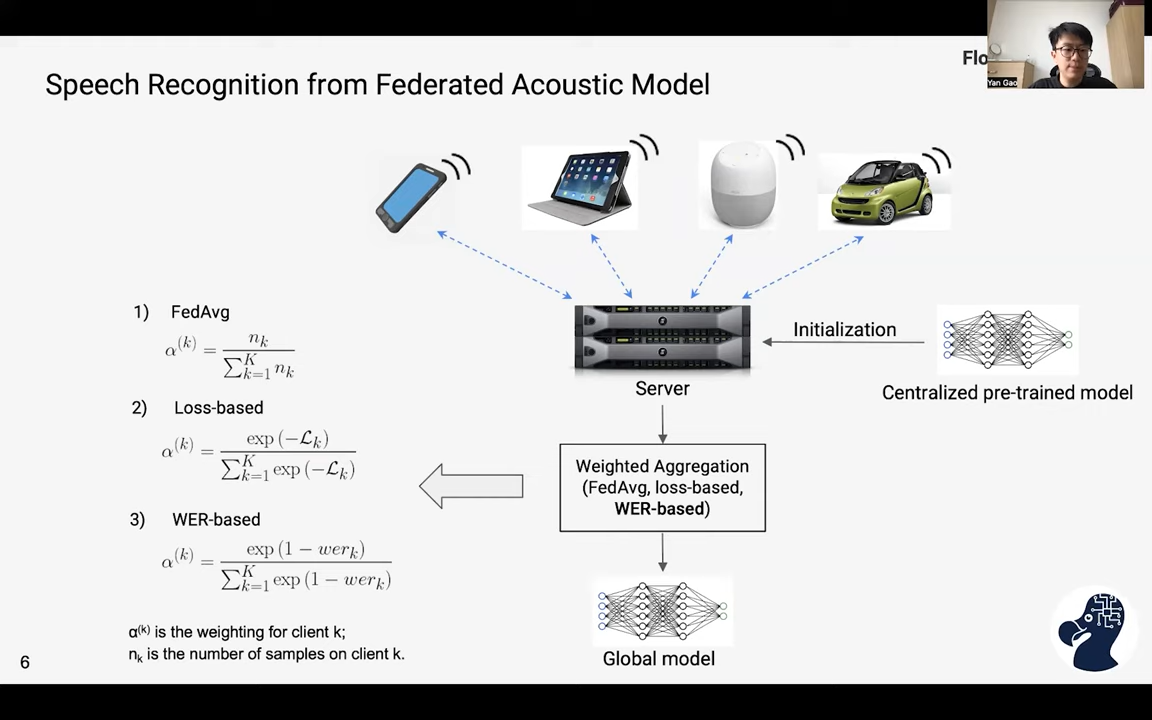 Speech Recognition from Federated Acoustic Model
Flo
Yan Gao
1) FedAvg
α^(k) = n_k / ∑_{k=1}^{K} n_k
2) Loss-based
α^(k) = exp (−ℒ_k) / ∑_{k=1}^{K} exp (−ℒ_k)
3) WER-based
α^(k) = exp (1 − wer_k) / ∑_{k=1}^{K} exp (1 − wer_k)
α^(k) is the weighting for client k;
n_k is the number of samples on client k.
Initialization
Centralized pre-trained model
Server
Weighted Aggregation
(FedAvg, loss-based,
WER-based)
Global model
6